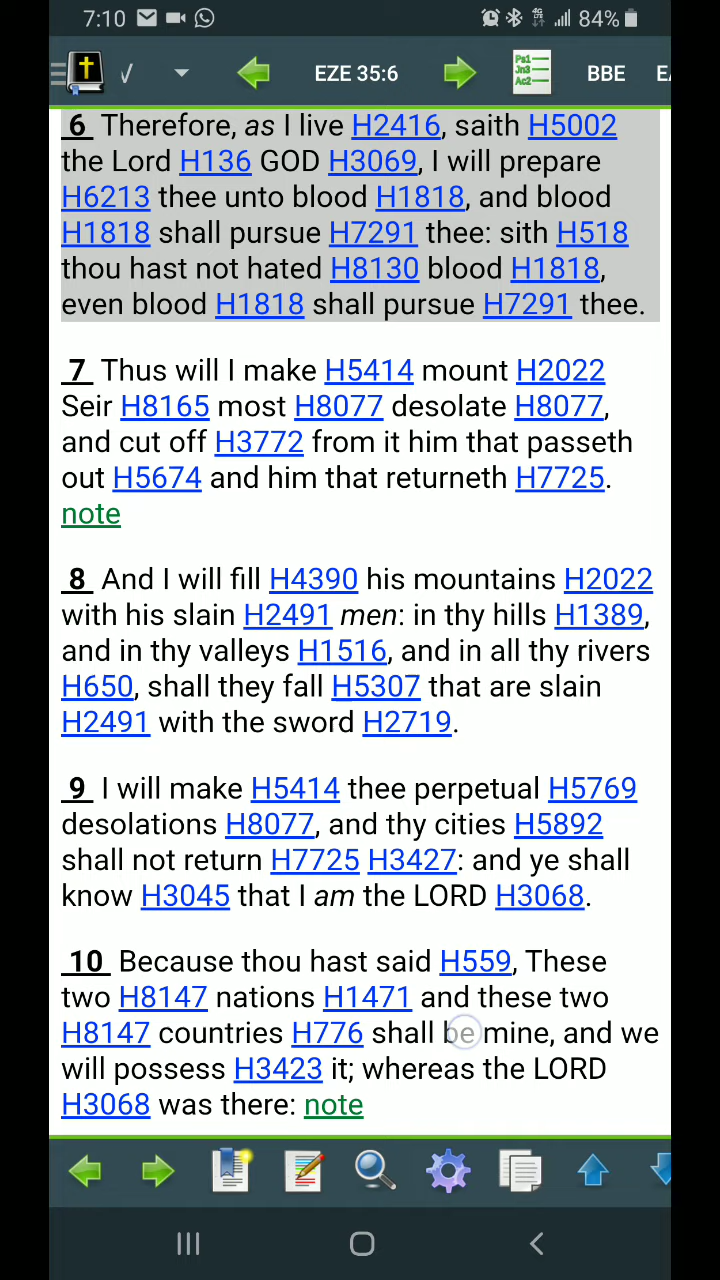 7:10 84%
EZE 35:6 BBE
6 Therefore, as I live H2416, saith H5002
the Lord H136 GOD H3069, I will prepare
H6213 thee unto blood H1818, and blood
H1818 shall pursue H7291 thee: sith H518
thou hast not hated H8130 blood H1818,
even blood H1818 shall pursue H7291 thee.
7 Thus will I make H5414 mount H2022
Seir H8165 most H8077 desolate H8077,
and cut off H3772 from it him that passeth
out H5674 and him that returneth H7725.
note
8 And I will fill H4390 his mountains H2022
with his slain H2491 men: in thy hills H1389,
and in thy valleys H1516, and in all thy rivers
H650, shall they fall H5307 that are slain
H2491 with the sword H2719.
9 I will make H5414 thee perpetual H5769
desolations H8077, and thy cities H5892
shall not return H7725 H3427: and ye shall
know H3045 that I am the LORD H3068.
10 Because thou hast said H559, These
two H8147 nations H1471 and these two
H8147 countries H776 shall be mine, and we
will possess H3423 it; whereas the LORD
H3068 was there: note